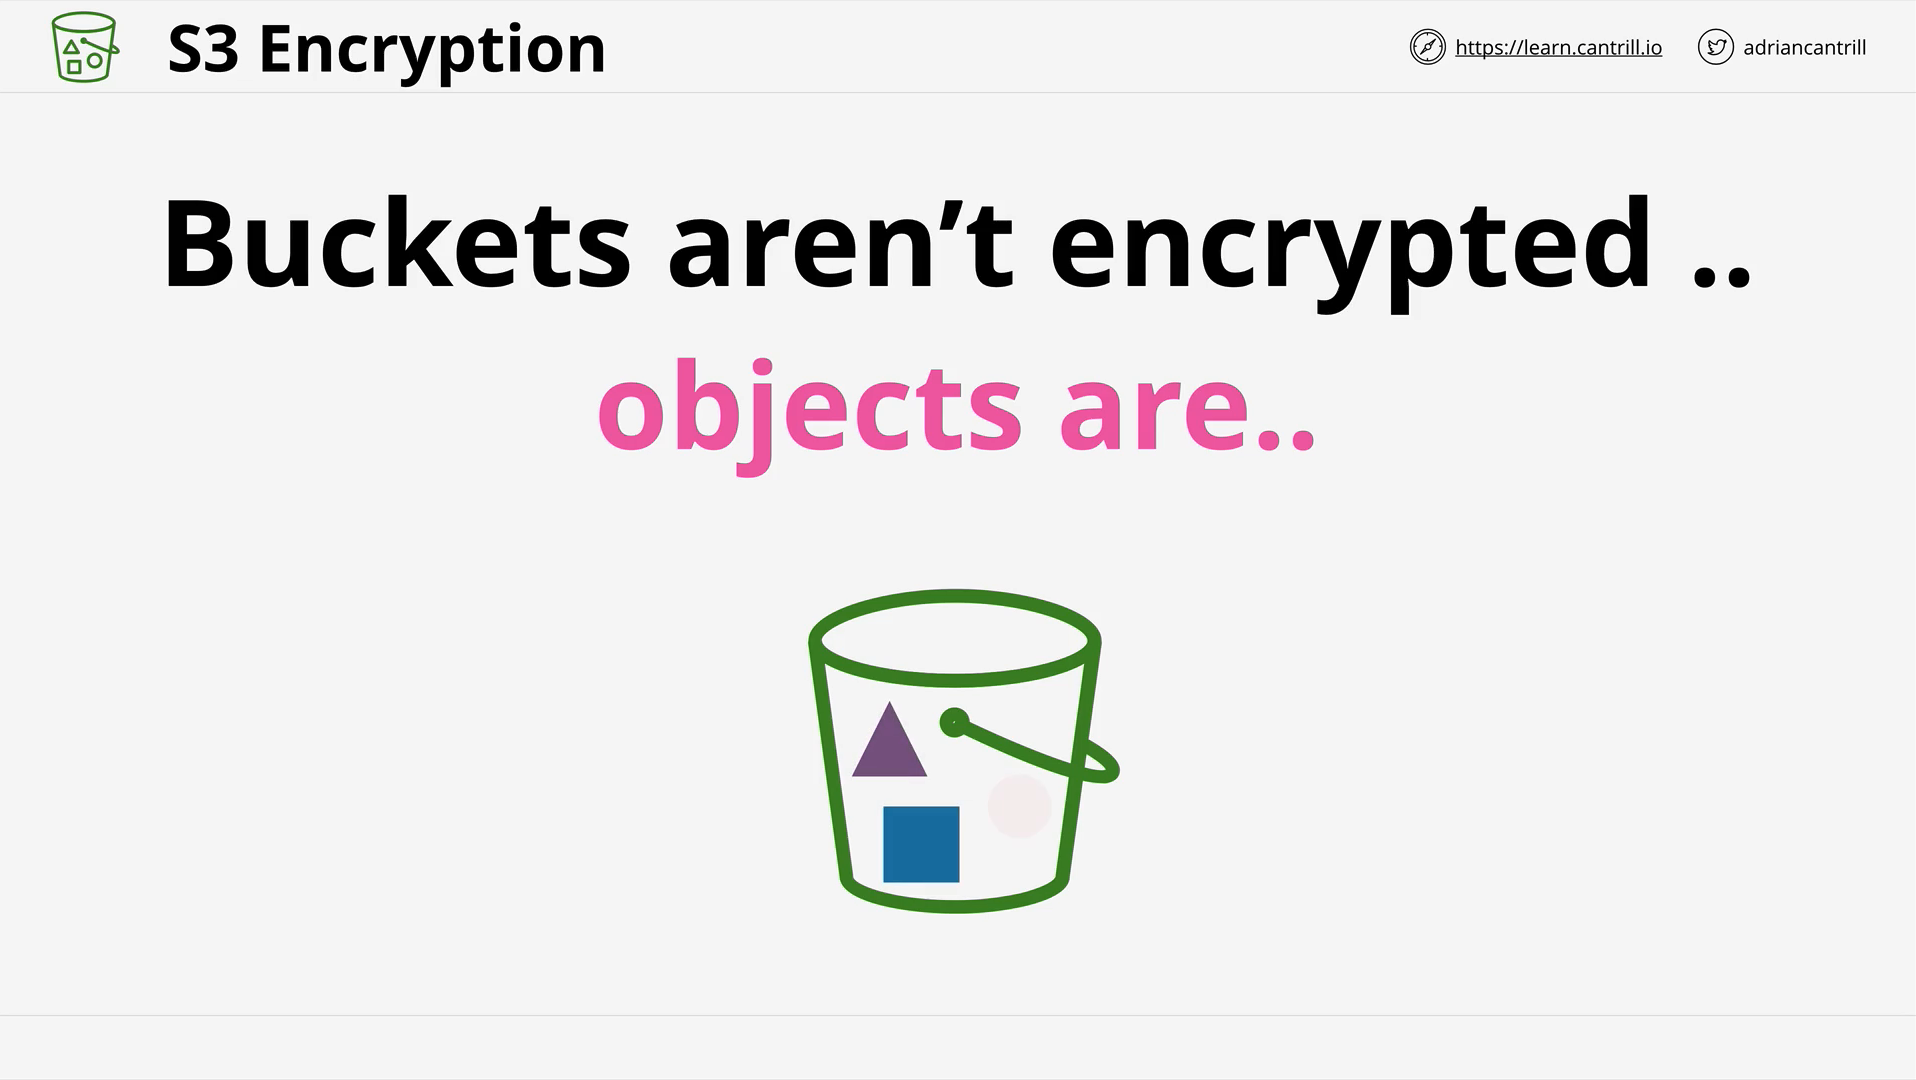 S3 Encryption
https://learn.cantrill.io
adriancantrill
Buckets aren’t encrypted ..
objects are..